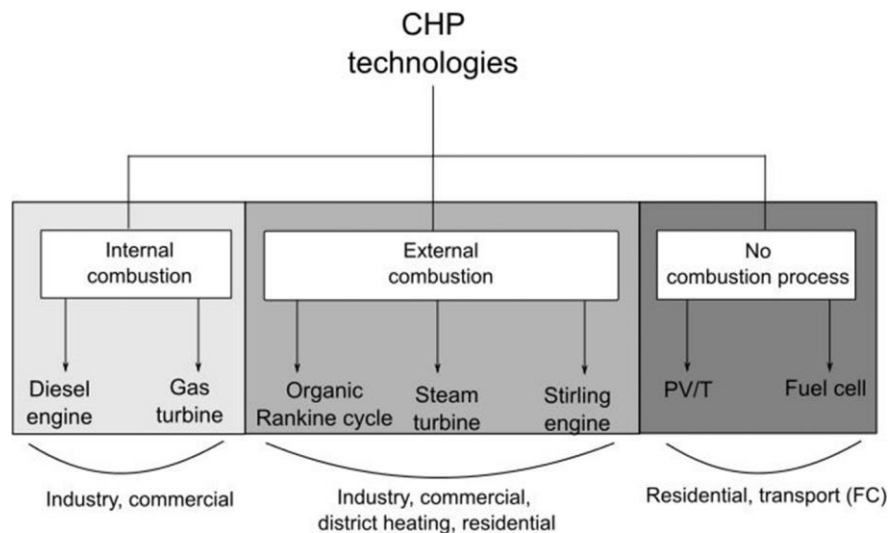 CHP
technologies
Internal
combustion
External
combustion
No
combustion process
Diesel
engine
Gas
turbine
Organic
Rankine cycle
Steam
turbine
Stirling
engine
PV/T
Fuel cell
Industry, commercial
Industry, commercial,
district heating, residential
Residential, transport (FC)